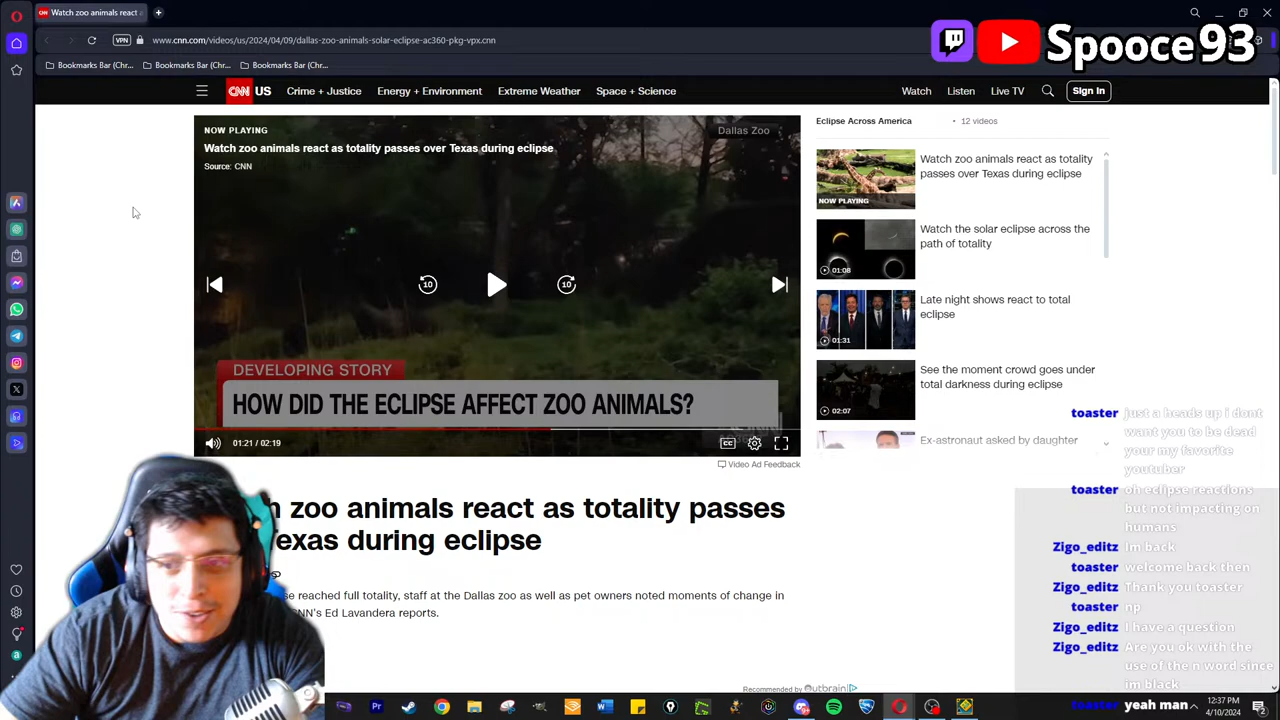 Watch zoo animals react a
Spooce93
VPN
www.cnn.com/videos/us/2024/04/09/dallas-zoo-animals-solar-eclipse-ac360-pkg-vpx.cnn
Bookmarks Bar (Chr...
Bookmarks Bar (Chr...
Bookmarks Bar (Chr...
CNN US
Crime + Justice
Energy + Environment
Extreme Weather
Space + Science
Watch
Listen
Live TV
Sign In
NOW PLAYING
Dallas Zoo
Watch zoo animals react as totality passes over Texas during eclipse
Source: CNN
10
10
DEVELOPING STORY
HOW DID THE ECLIPSE AFFECT ZOO ANIMALS?
01:21 / 02:19
CC
Video Ad Feedback
Eclipse Across America • 12 videos
Watch zoo animals react as totality
passes over Texas during eclipse
NOW PLAYING
Watch the solar eclipse across the
path of totality
01:08
Late night shows react to total
eclipse
01:31
See the moment crowd goes under
total darkness during eclipse
02:07
Ex-astronaut asked by daughter
h zoo animals react as totality passes
exas during eclipse
se reached full totality, staff at the Dallas zoo as well as pet owners noted moments of change in
NN's Ed Lavandera reports.
Recommended by Outbrain
toaster just a heads up i dont
want you to be dead
your my favorite
youtuber
toaster oh eclipse reactions
but not impacting on
humans
Zigo_editz Im back
toaster welcome back then
Zigo_editz Thank you toaster
toaster np
Zigo_editz I have a question
Zigo_editz Are you ok with the
use of the n word since
im black
toaster yeah man
12:37 PM
4/10/2024